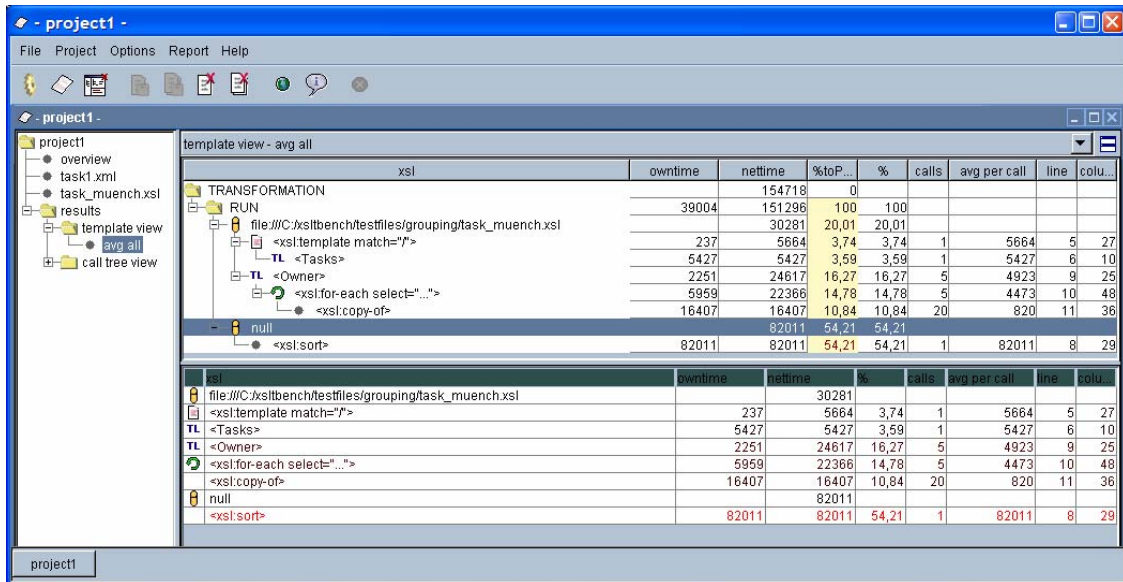 - project1 -
File Project Options Report Help
- project1 -
project1
overview
task1.xml
task_muench.xsl
results
template view
avg all
call tree view
template view - avg all
xsl owntime nettime %toP... % calls avg per call line colu...
TRANSFORMATION 154718 0
RUN 39004 151296 100 100
file:///C:/xsltbench/testfiles/grouping/task_muench.xsl 30281 20,01 20,01
<xsl:template match="/"> 237 5664 3,74 3,74 1 5664 5 27
TL <Tasks> 5427 5427 3,59 3,59 1 5427 6 10
TL <Owner> 2251 24617 16,27 16,27 5 4923 9 25
<xsl:for-each select="..."> 5959 22366 14,78 14,78 5 4473 10 48
<xsl:copy-of> 16407 16407 10,84 10,84 20 820 11 36
null 82011 54,21 54,21
<xsl:sort> 82011 82011 54,21 54,21 1 82011 8 29
xsl owntime nettime % calls avg per call line colu...
file:///C:/xsltbench/testfiles/grouping/task_muench.xsl 30281
<xsl:template match="/"> 237 5664 3,74 1 5664 5 27
TL <Tasks> 5427 5427 3,59 1 5427 6 10
TL <Owner> 2251 24617 16,27 5 4923 9 25
<xsl:for-each select="..."> 5959 22366 14,78 5 4473 10 48
<xsl:copy-of> 16407 16407 10,84 20 820 11 36
null 82011
<xsl:sort> 82011 82011 54,21 1 82011 8 29
project1